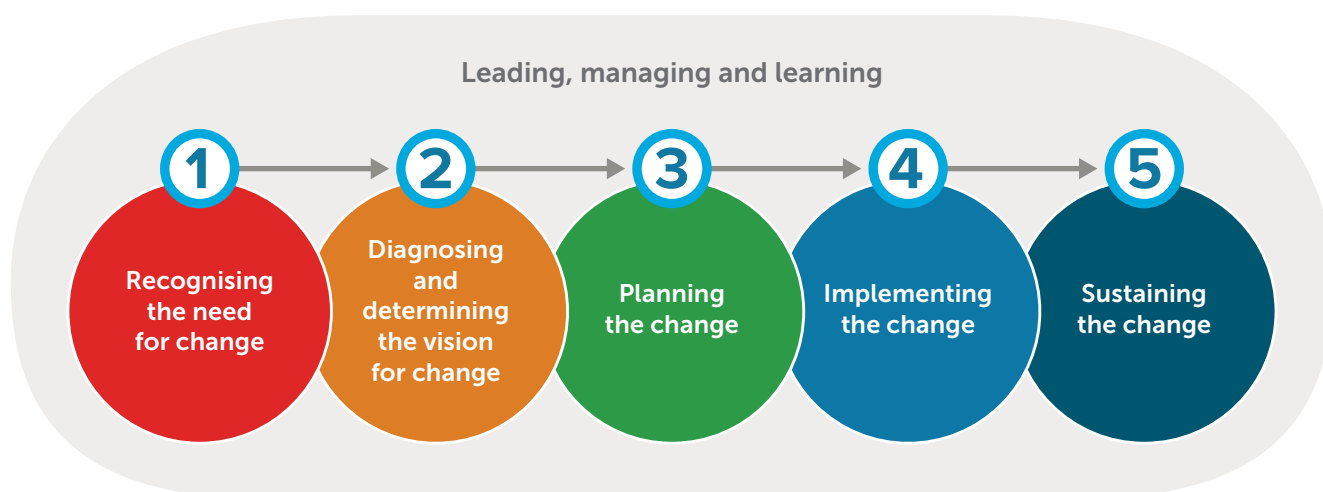 Leading, managing and learning
1
Recognising
the need
for change
2
Diagnosing
and
determining
the vision
for change
3
Planning
the change
4
Implementing
the change
5
Sustaining
the change